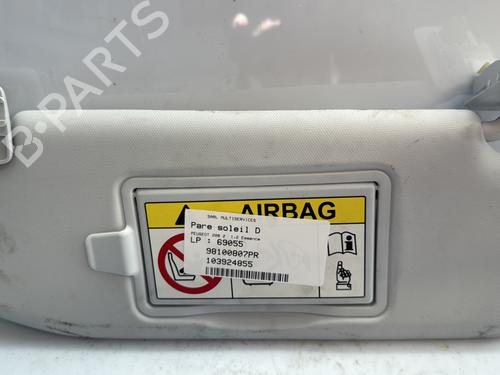 B-PARTS
AIRBAG
SARL MULTISERVICES
Pare soleil D
PEUGEOT 208 2 1.2 Essence
LP : 69055
98100807PR
103924855